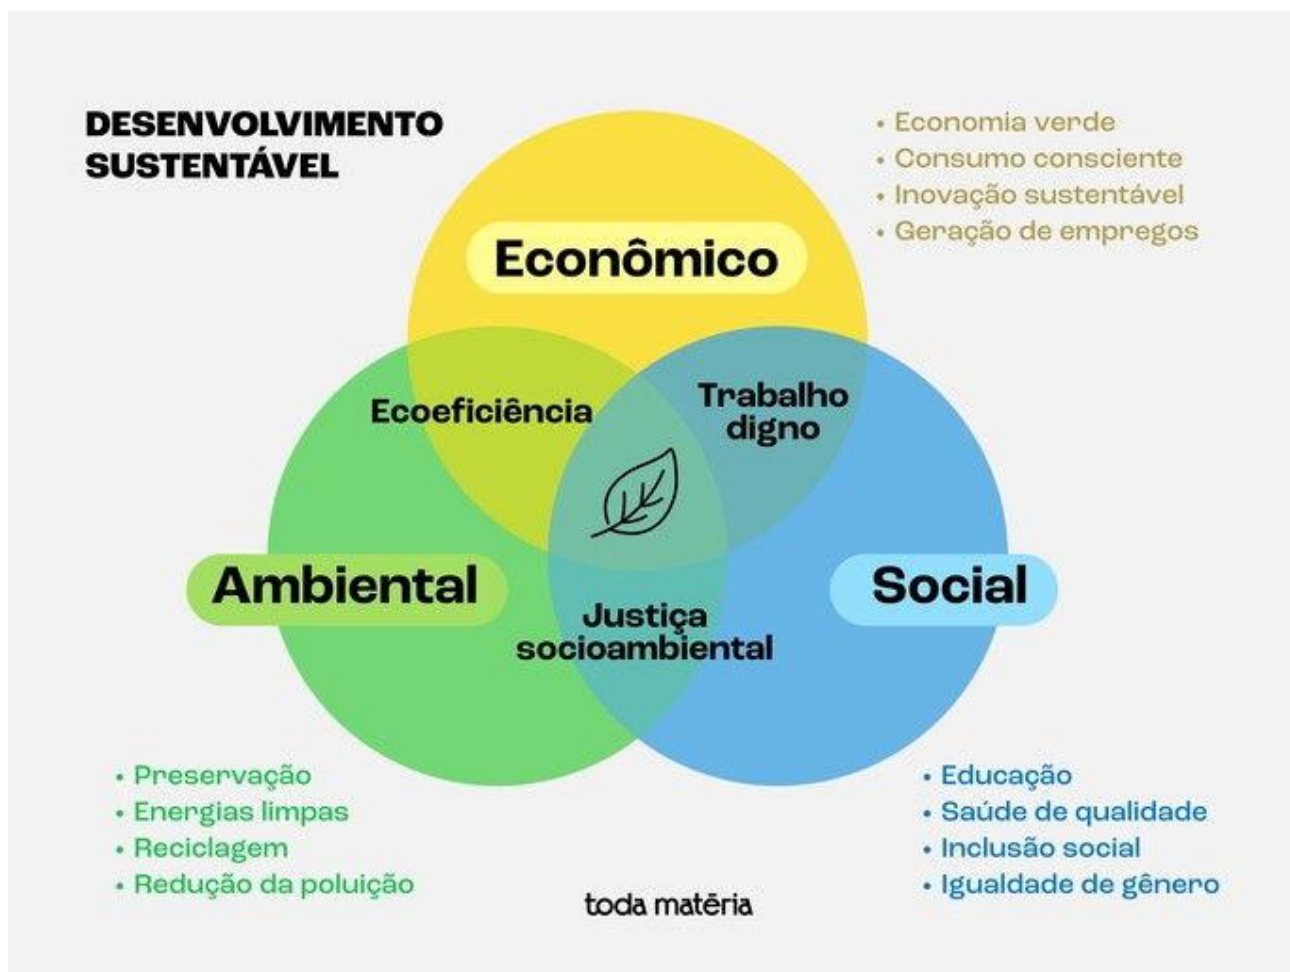 DESENVOLVIMENTO
SUSTENTÁVEL
• Economia verde
• Consumo consciente
• Inovação sustentável
• Geração de empregos
Econômico
Ecoeficiência
Trabalho
digno
Ambiental
Social
Justiça
socioambiental
• Preservação
• Energias limpas
• Reciclagem
• Redução da poluição
• Educação
• Saúde de qualidade
• Inclusão social
• Igualdade de gênero
toda matéria